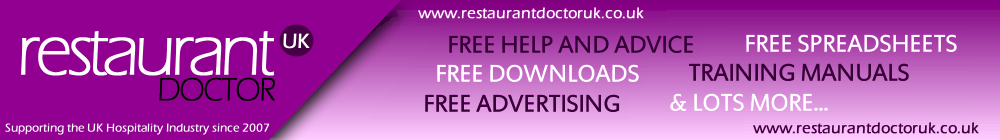 restaurant UK
DOCTOR
Supporting the UK Hospitality Industry since 2007
www.restaurantdoctoruk.co.uk
FREE HELP AND ADVICE FREE SPREADSHEETS
FREE DOWNLOADS TRAINING MANUALS
FREE ADVERTISING & LOTS MORE...
www.restaurantdoctoruk.co.uk